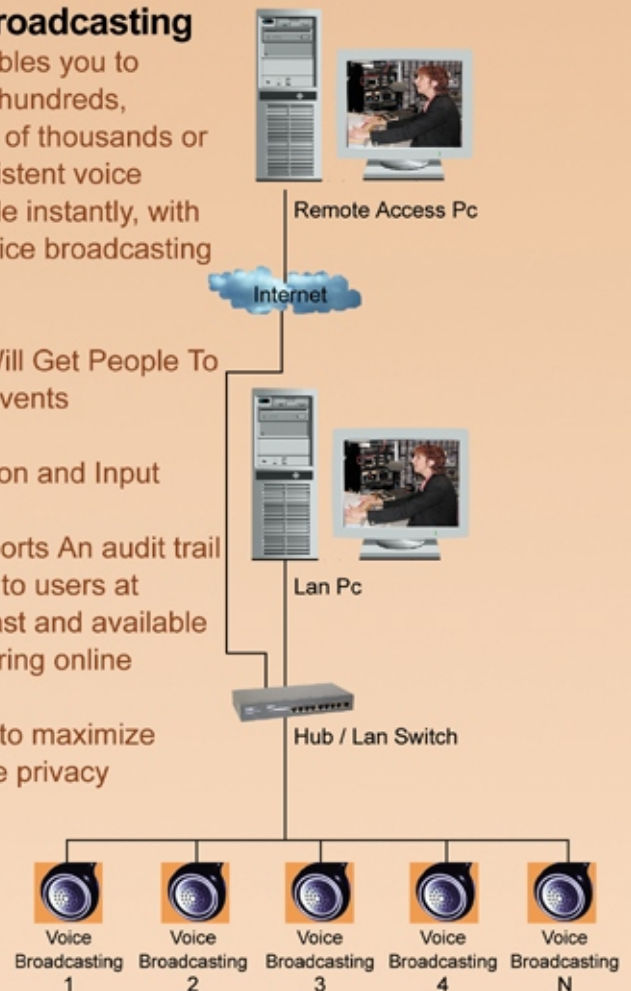 roadcasting
bles you to
hundreds,
of thousands or
istent voice
le instantly, with
ice broadcasting
Will Get People To
vents
on and Input
orts An audit trail
to users at
ast and available
ring online
to maximize
e privacy
Remote Access Pc
Internet
Lan Pc
Hub / Lan Switch
Voice
Broadcasting
1
Voice
Broadcasting
2
Voice
Broadcasting
3
Voice
Broadcasting
4
Voice
Broadcasting
N